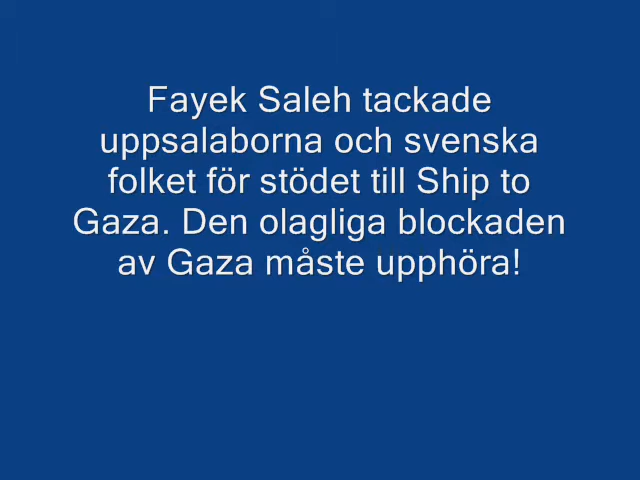 Fayek Saleh tackade
uppsalaborna och svenska
folket för stödet till Ship to
Gaza. Den olagliga blockaden
av Gaza måste upphöra!